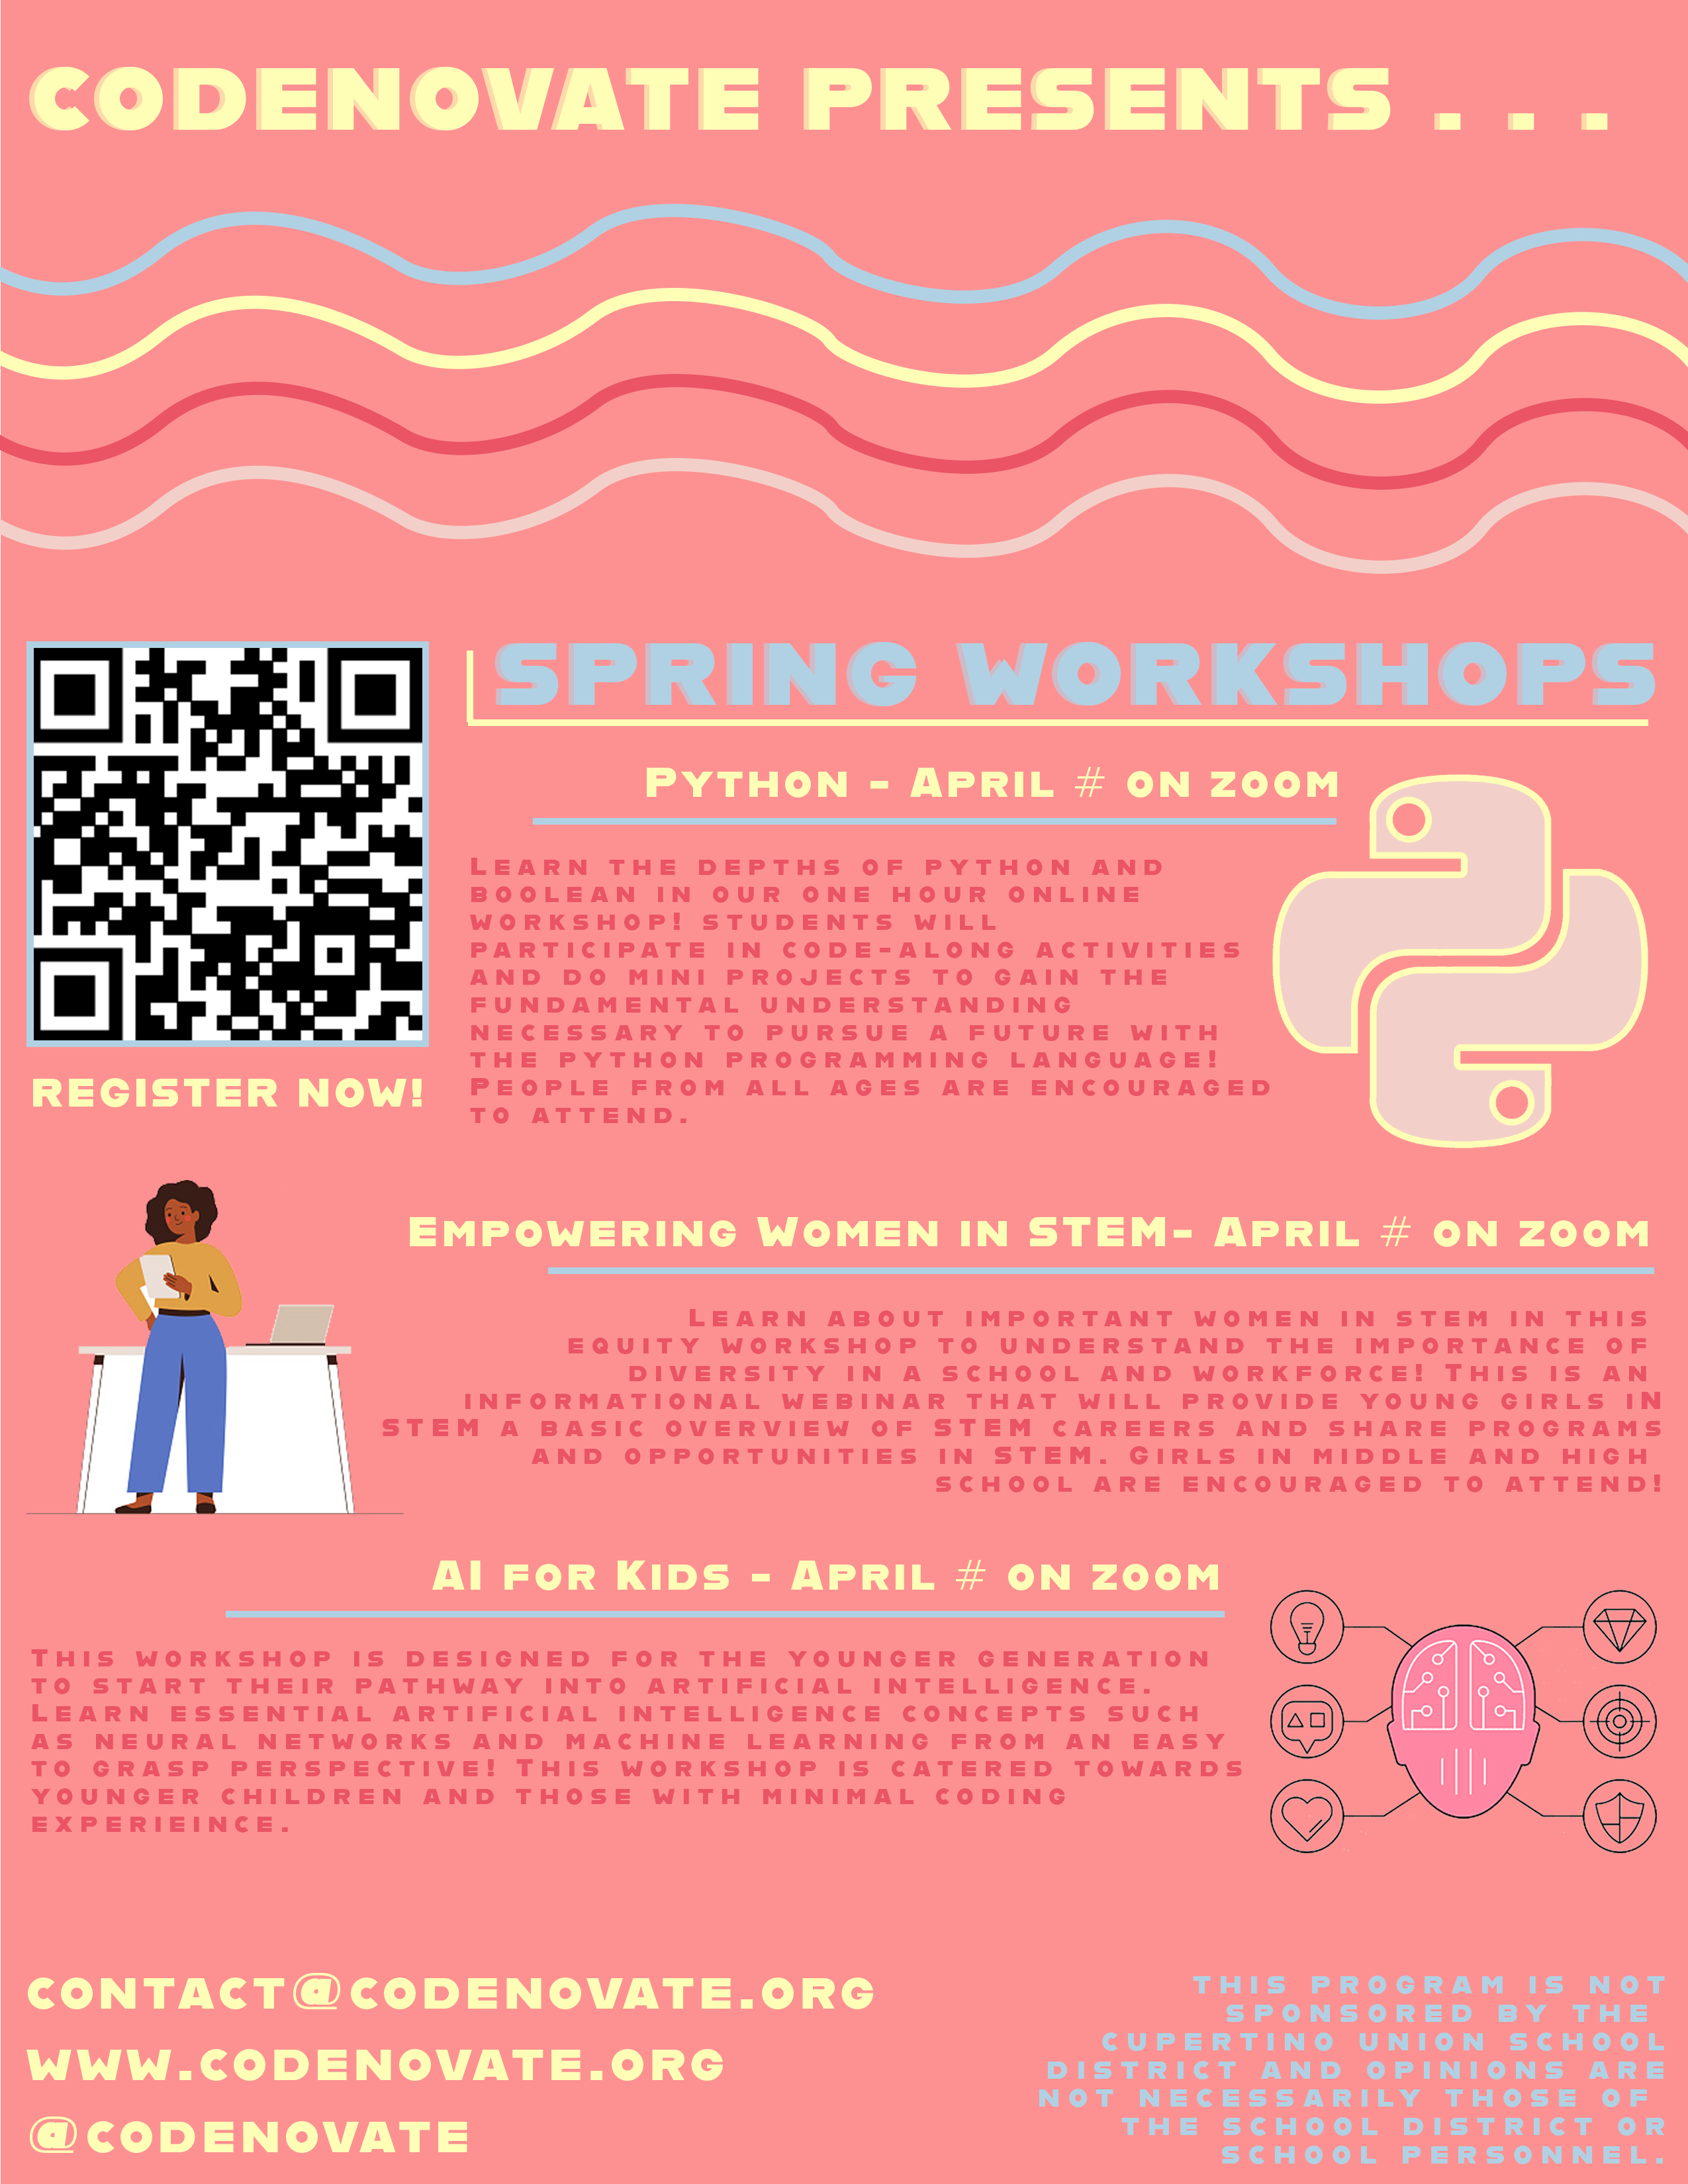 CODENOVATE PRESENTS . . .
SPRING WORKSHOPS
PYTHON - APRIL # ON ZOOM
LEARN THE DEPTHS OF PYTHON AND
BOOLEAN IN OUR ONE HOUR ONLINE
WORKSHOP! STUDENTS WILL
PARTICIPATE IN CODE-ALONG ACTIVITIES
AND DO MINI PROJECTS TO GAIN THE
FUNDAMENTAL UNDERSTANDING
NECESSARY TO PURSUE A FUTURE WITH
THE PYTHON PROGRAMMING LANGUAGE!
PEOPLE FROM ALL AGES ARE ENCOURAGED
TO ATTEND.
REGISTER NOW!
EMPOWERING WOMEN IN STEM- APRIL # ON ZOOM
LEARN ABOUT IMPORTANT WOMEN IN STEM IN THIS
EQUITY WORKSHOP TO UNDERSTAND THE IMPORTANCE OF
DIVERSITY IN A SCHOOL AND WORKFORCE! THIS IS AN
INFORMATIONAL WEBINAR THAT WILL PROVIDE YOUNG GIRLS IN
STEM A BASIC OVERVIEW OF STEM CAREERS AND SHARE PROGRAMS
AND OPPORTUNITIES IN STEM. GIRLS IN MIDDLE AND HIGH
SCHOOL ARE ENCOURAGED TO ATTEND!
AI FOR KIDS - APRIL # ON ZOOM
THIS WORKSHOP IS DESIGNED FOR THE YOUNGER GENERATION
TO START THEIR PATHWAY INTO ARTIFICIAL INTELLIGENCE.
LEARN ESSENTIAL ARTIFICIAL INTELLIGENCE CONCEPTS SUCH
AS NEURAL NETWORKS AND MACHINE LEARNING FROM AN EASY
TO GRASP PERSPECTIVE! THIS WORKSHOP IS CATERED TOWARDS
YOUNGER CHILDREN AND THOSE WITH MINIMAL CODING
EXPERIEINCE.
CONTACT@CODENOVATE.ORG
WWW.CODENOVATE.ORG
@CODENOVATE
THIS PROGRAM IS NOT
SPONSORED BY THE
CUPERTINO UNION SCHOOL
DISTRICT AND OPINIONS ARE
NOT NECESSARILY THOSE OF
THE SCHOOL DISTRICT OR
SCHOOL PERSONNEL.